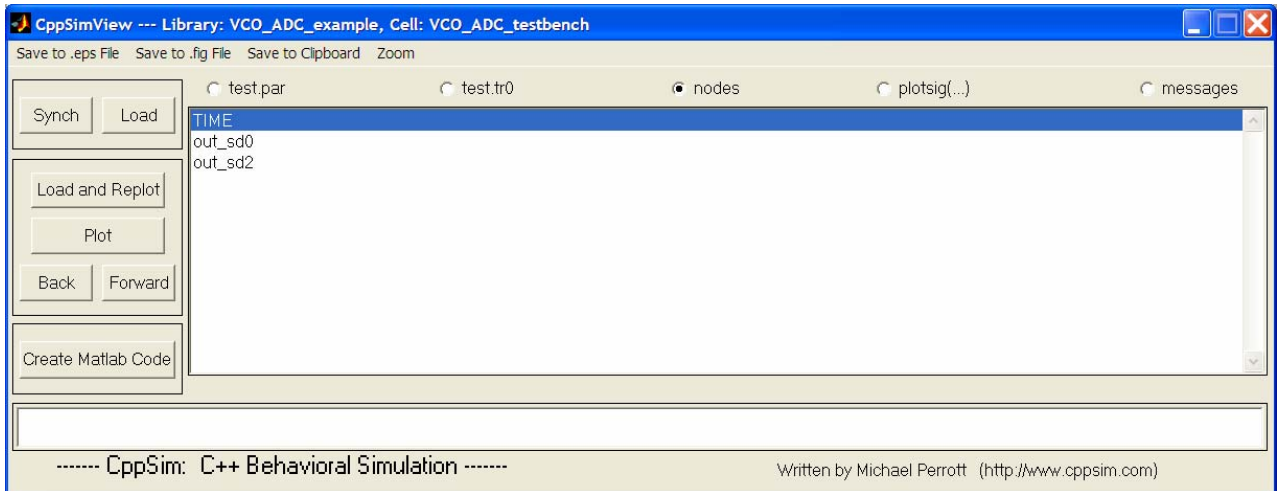 CppSimView --- Library: VCO_ADC_example, Cell: VCO_ADC_testbench
Save to .eps File Save to .fig File Save to Clipboard Zoom
test.par test.tr0 nodes plotsig(...) messages
Synch Load
TIME
out_sd0
out_sd2
Load and Replot
Plot
Back Forward
Create Matlab Code
------- CppSim: C++ Behavioral Simulation -------
Written by Michael Perrott (http://www.cppsim.com)